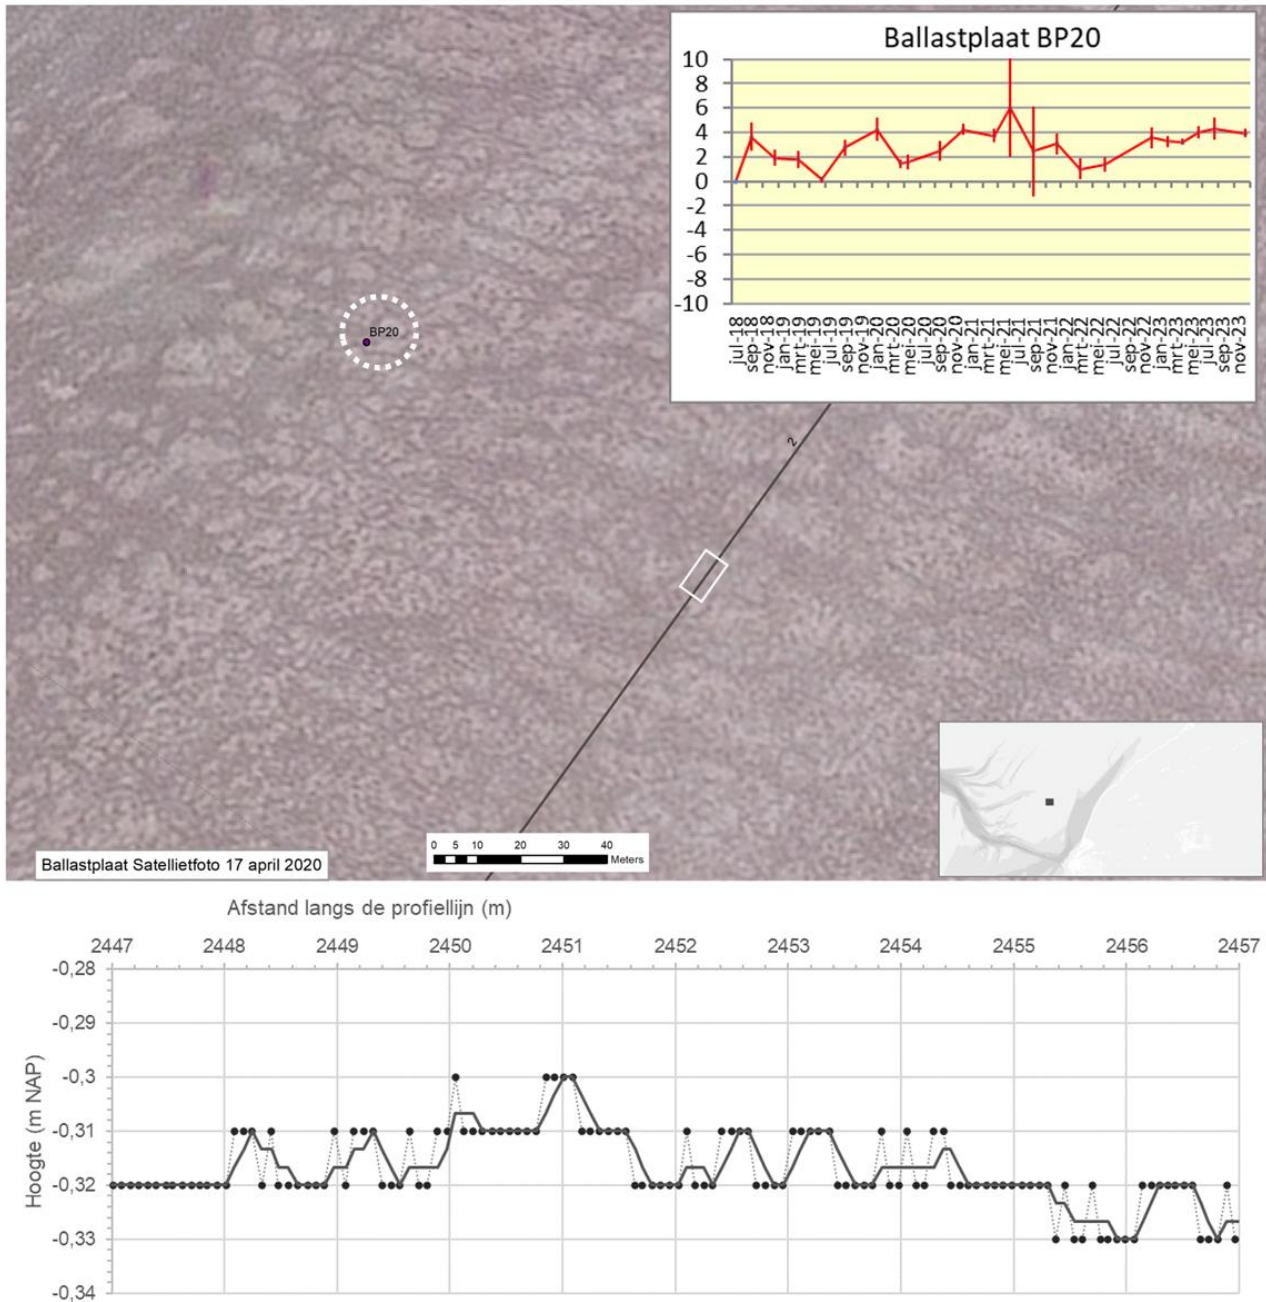 Ballastplaat BP20
10
8
6
4
2
0
-2
-4
-6
-8
-10
jul-18
sep-18
nov-18
jan-19
mrt-19
mei-19
jul-19
sep-19
nov-19
jan-20
mrt-20
mei-20
jul-20
sep-20
nov-20
jan-21
mrt-21
mei-21
jul-21
sep-21
nov-21
jan-22
mrt-22
mei-22
jul-22
sep-22
nov-22
jan-23
mrt-23
mei-23
jul-23
sep-23
nov-23
BP20
2
0 5 10 20 30 40
Meters
Ballastplaat Satellietfoto 17 april 2020
Afstand langs de profiellijn (m)
2447 2448 2449 2450 2451 2452 2453 2454 2455 2456 2457
Hoogte (m NAP)
-0,28
-0,29
-0,3
-0,31
-0,32
-0,33
-0,34